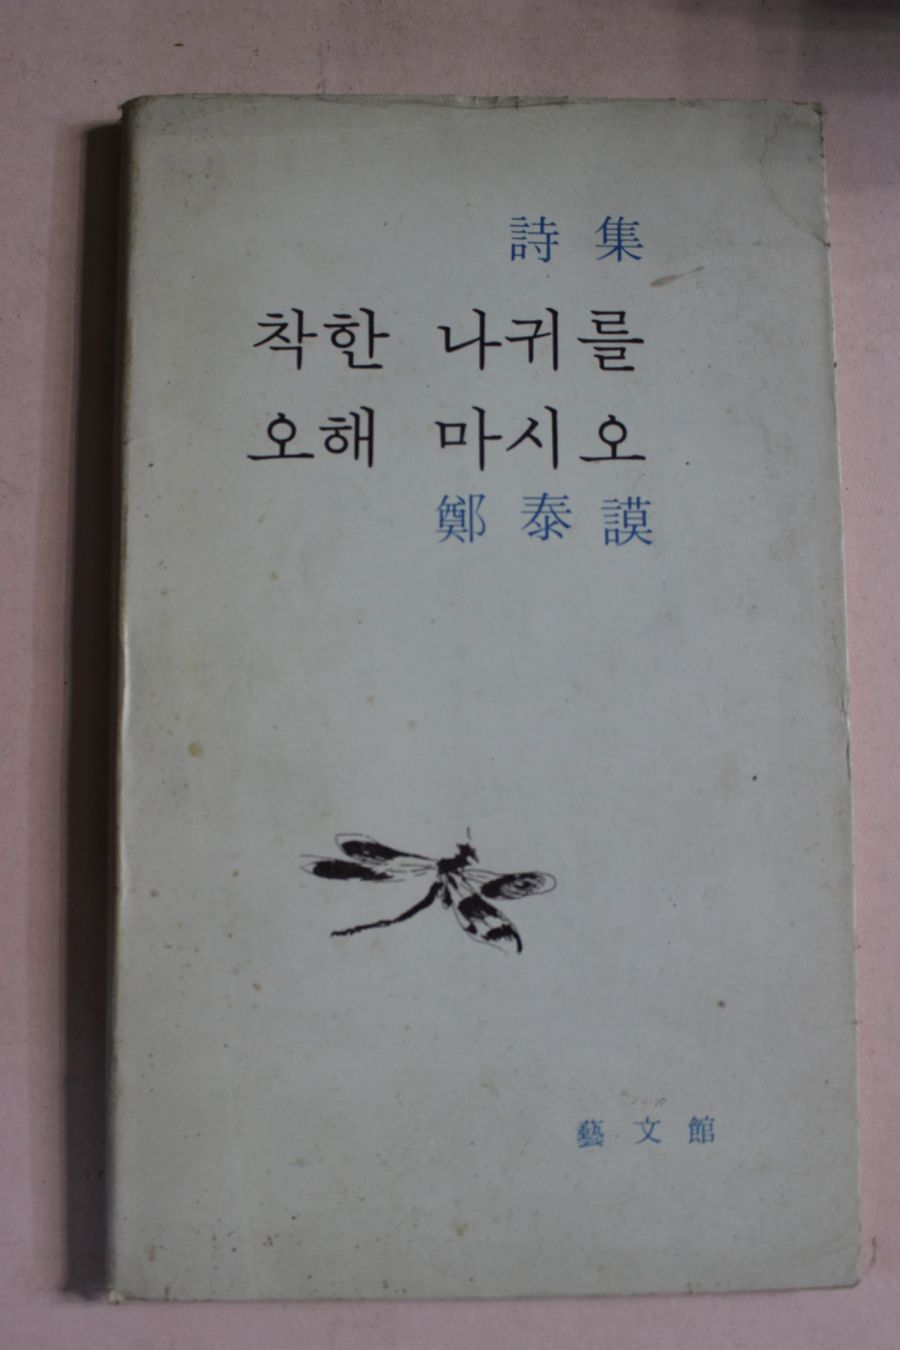 詩集
착한 나귀를
오해 마시오
鄭泰謨
藝文館